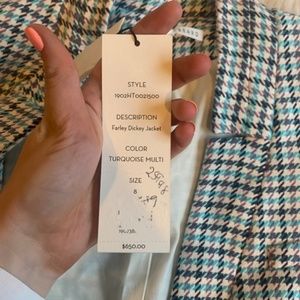 STYLE
1902HT0021500
DESCRIPTION
Farley Dickey Jacket
COLOR
TURQUOISE MULTI
SIZE
8
$650.00